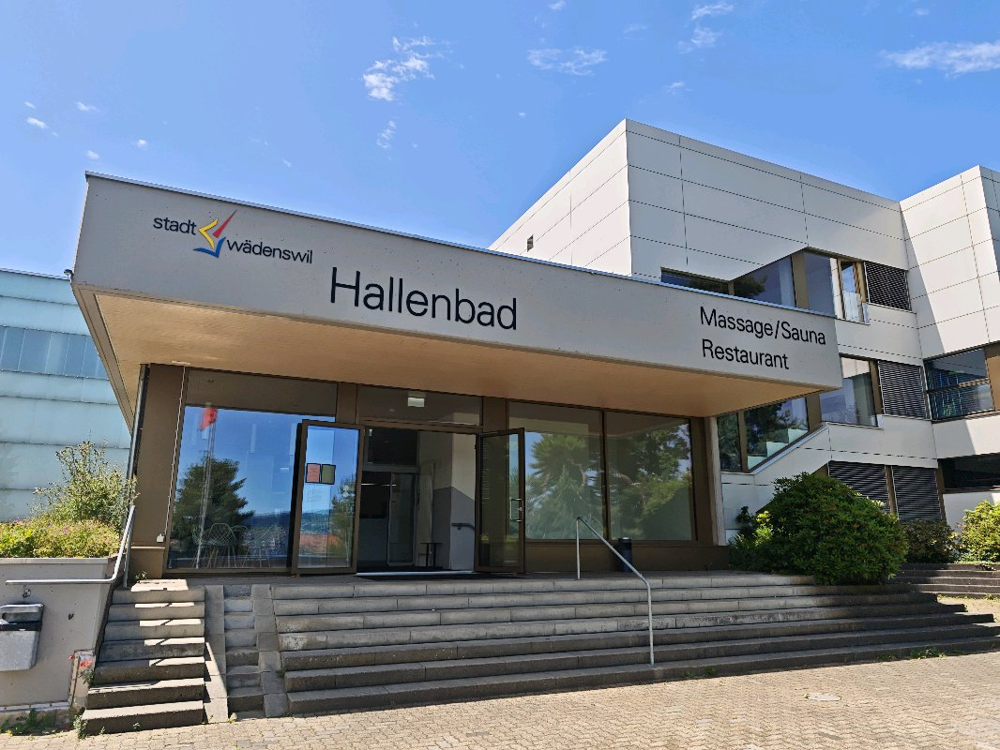 stadt
wädenswil
Hallenbad
Massage/Sauna
Restaurant